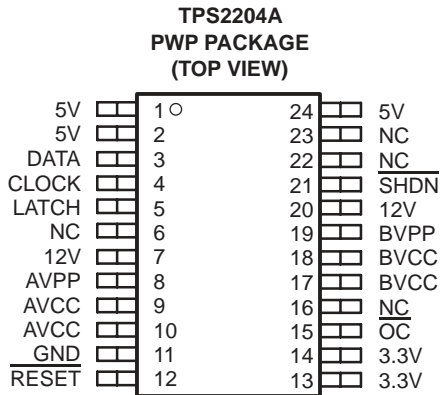 TPS2204A
PWP PACKAGE
(TOP VIEW)
5V 1 24 5V
5V 2 23 NC
DATA 3 22 NC
CLOCK 4 21 SHDN
LATCH 5 20 12V
NC 6 19 BVPP
12V 7 18 BVCC
AVPP 8 17 BVCC
AVCC 9 16 NC
AVCC 10 15 OC
GND 11 14 3.3V
RESET 12 13 3.3V